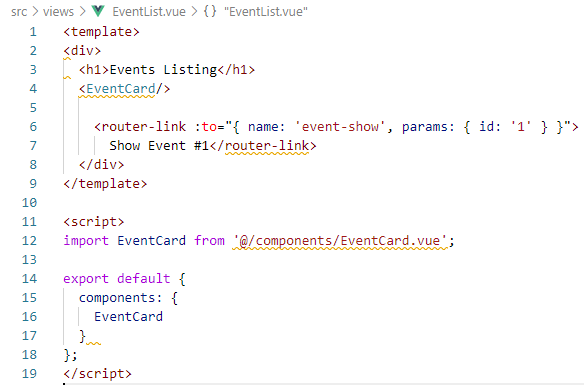 src > views > EventList.vue > {} "EventList.vue"
1 <template>
2 <div>
3   <h1>Events Listing</h1>
4   <EventCard/>
5
6     <router-link :to="{ name: 'event-show', params: { id: '1' } }">
7       Show Event #1</router-link>
8   </div>
9 </template>
10
11 <script>
12 import EventCard from '@/components/EventCard.vue';
13
14 export default {
15   components: {
16     EventCard
17   }
18 };
19 </script>